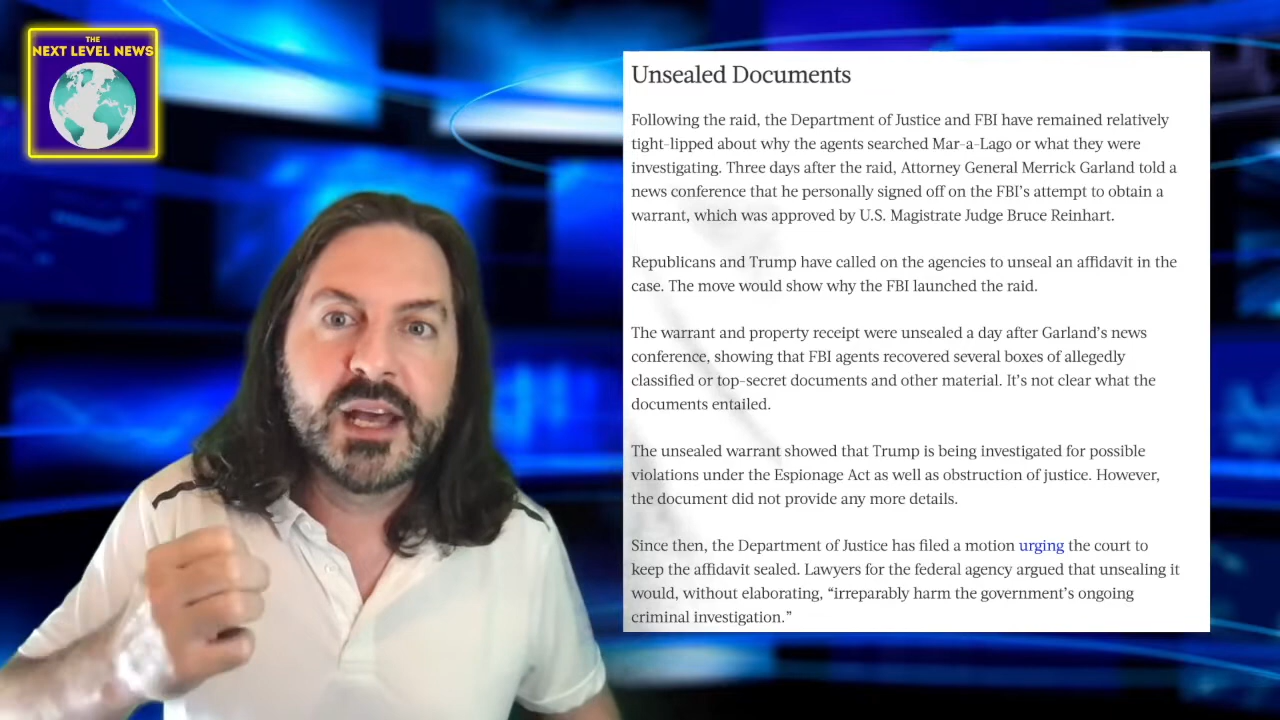 THE
NEXT LEVEL NEWS
Unsealed Documents
Following the raid, the Department of Justice and FBI have remained relatively
tight-lipped about why the agents searched Mar-a-Lago or what they were
investigating. Three days after the raid, Attorney General Merrick Garland told a
news conference that he personally signed off on the FBI's attempt to obtain a
warrant, which was approved by U.S. Magistrate Judge Bruce Reinhart.
Republicans and Trump have called on the agencies to unseal an affidavit in the
case. The move would show why the FBI launched the raid.
The warrant and property receipt were unsealed a day after Garland's news
conference, showing that FBI agents recovered several boxes of allegedly
classified or top-secret documents and other material. It's not clear what the
documents entailed.
The unsealed warrant showed that Trump is being investigated for possible
violations under the Espionage Act as well as obstruction of justice. However,
the document did not provide any more details.
Since then, the Department of Justice has filed a motion urging the court to
keep the affidavit sealed. Lawyers for the federal agency argued that unsealing it
would, without elaborating, “irreparably harm the government's ongoing
criminal investigation.”